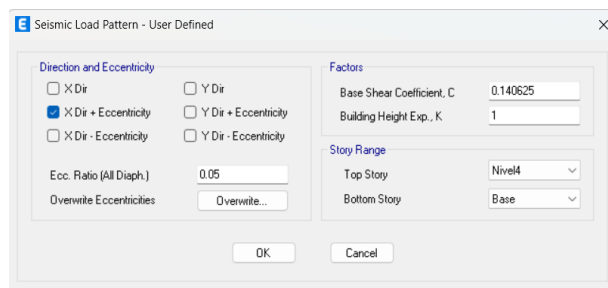 E Seismic Load Pattern - User Defined
Direction and Eccentricity
X Dir
Y Dir
X Dir + Eccentricity
Y Dir + Eccentricity
X Dir - Eccentricity
Y Dir - Eccentricity
Ecc. Ratio (All Diaph.)
0.05
Overwrite Eccentricities
Overwrite...
Factors
Base Shear Coefficient, C
0.140625
Building Height Exp., K
1
Story Range
Top Story
Nivel4
Bottom Story
Base
OK
Cancel